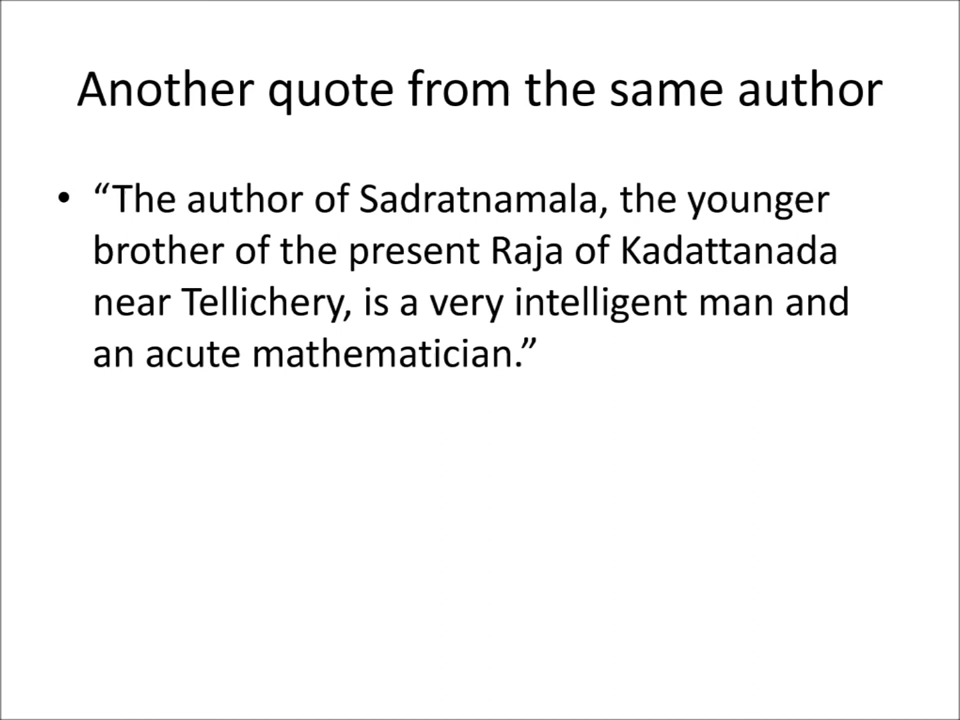 Another quote from the same author
• “The author of Sadratnamala, the younger
brother of the present Raja of Kadattanada
near Tellichery, is a very intelligent man and
an acute mathematician.”